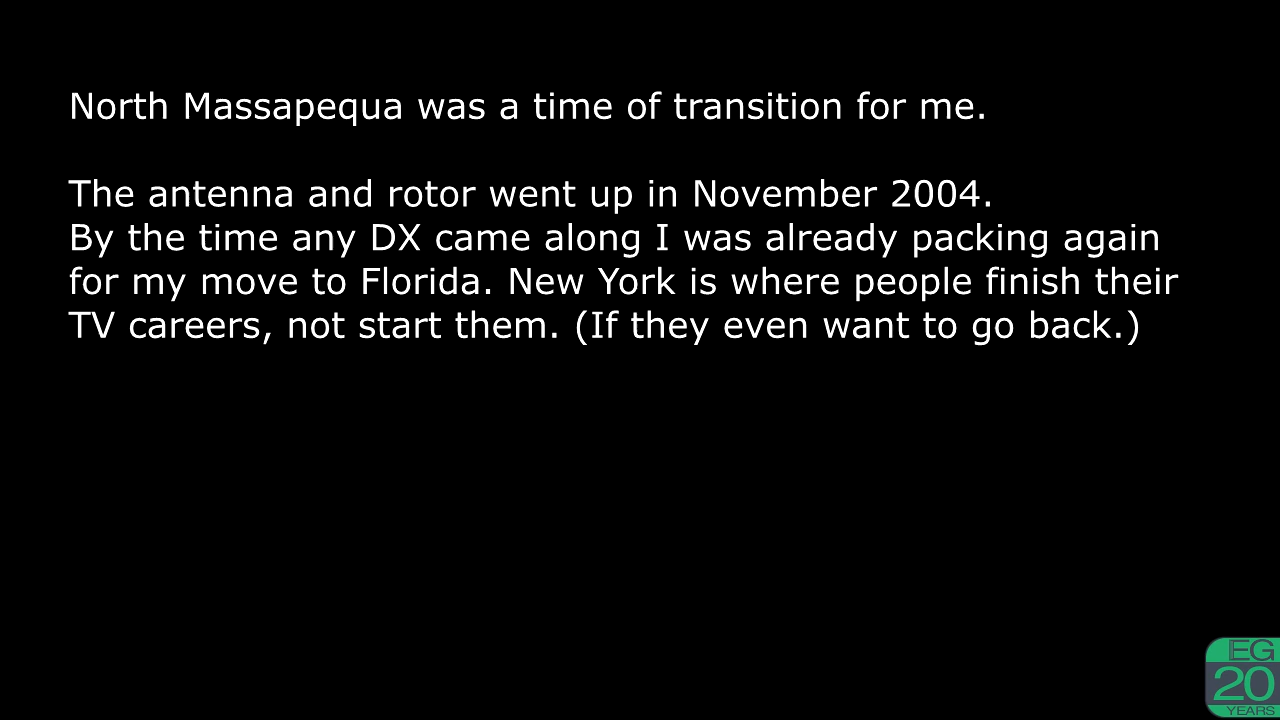 North Massapequa was a time of transition for me.
The antenna and rotor went up in November 2004.
By the time any DX came along I was already packing again
for my move to Florida. New York is where people finish their
TV careers, not start them. (If they even want to go back.)
EG
20
YEARS